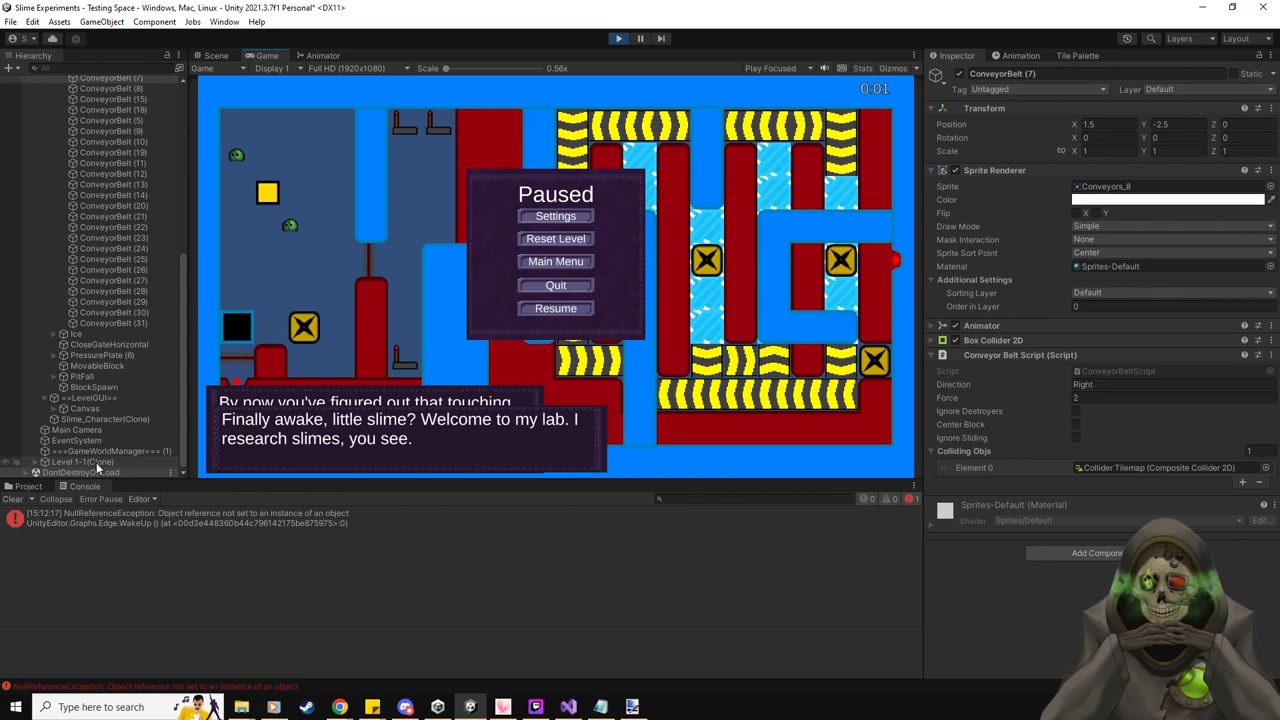 Slime Experiments - Testing Space - Windows, Mac, Linux - Unity 2021.3.7f1 Personal* <DX11>
File Edit Assets GameObject Component Jobs Window Help
S
Layers Layout
Hierarchy
Scene Game Animator
Inspector Animation Tile Palette
All
Game Display 1 Full HD (1920x1080) Scale 0.56x Play Focused Stats Gizmos
ConveyorBelt (7)
ConveyorBelt (8)
ConveyorBelt (15)
ConveyorBelt (18)
ConveyorBelt (5)
ConveyorBelt (9)
ConveyorBelt (10)
ConveyorBelt (19)
ConveyorBelt (11)
ConveyorBelt (12)
ConveyorBelt (13)
ConveyorBelt (14)
ConveyorBelt (20)
ConveyorBelt (21)
ConveyorBelt (22)
ConveyorBelt (23)
ConveyorBelt (24)
ConveyorBelt (25)
ConveyorBelt (26)
ConveyorBelt (27)
ConveyorBelt (28)
ConveyorBelt (29)
ConveyorBelt (30)
ConveyorBelt (31)
Ice
CloseGateHorizontal
PressurePlate (6)
MovableBlock
PitFall
BlockSpawn
==LevelGUI==
Canvas
Slime_Character(Clone)
Main Camera
EventSystem
===GameWorldManager=== (1)
Level 1-1(Clone)
DontDestroyOnLoad
0:01
Paused
Settings
Reset Level
Main Menu
Quit
Resume
By now you've figured out that touching
Finally awake, little slime? Welcome to my lab. I
research slimes, you see.
ConveyorBelt (7) Static
Tag Untagged Layer Default
Transform
Position X 1.5 Y -2.5 Z 0
Rotation X 0 Y 0 Z 0
Scale X 1 Y 1 Z 1
Sprite Renderer
Sprite Conveyors_8
Color
Flip X Y
Draw Mode Simple
Mask Interaction None
Sprite Sort Point Center
Material Sprites-Default
Additional Settings
Sorting Layer Default
Order in Layer 0
Animator
Box Collider 2D
Conveyor Belt Script (Script)
Script ConveyorBeltScript
Direction Right
Force 2
Ignore Destroyers
Center Block
Ignore Sliding
Colliding Objs 1
Element 0 Collider Tilemap (Composite Collider 2D)
Sprites-Default (Material)
Shader Sprites/Default Edit...
Project Console
Clear Collapse Error Pause Editor
0 0 1
[15:12:17] NullReferenceException: Object reference not set to an instance of an object
UnityEditor.Graphs.Edge.WakeUp () (at <00d3e448360b44c796142175be875975>:0)
NullReferenceException: Object reference not set to an instance of an object
Type here to search